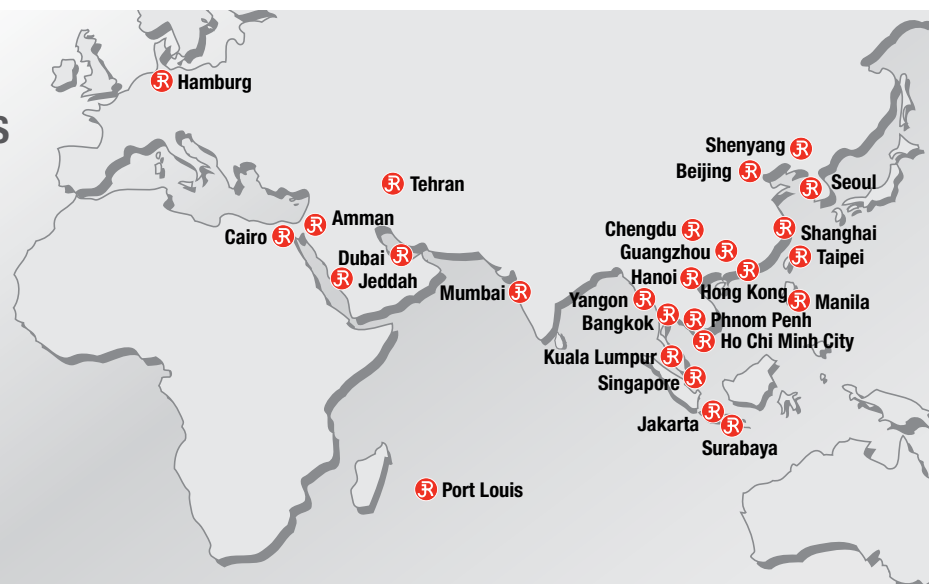 Hamburg
S
Shenyang
Beijing
Seoul
Tehran
Amman
Cairo
Chengdu
Shanghai
Guangzhou
Taipei
Dubai
Jeddah
Hanoi
Hong Kong
Mumbai
Yangon
Manila
Bangkok
Phnom Penh
Ho Chi Minh City
Kuala Lumpur
Singapore
Jakarta
Surabaya
Port Louis